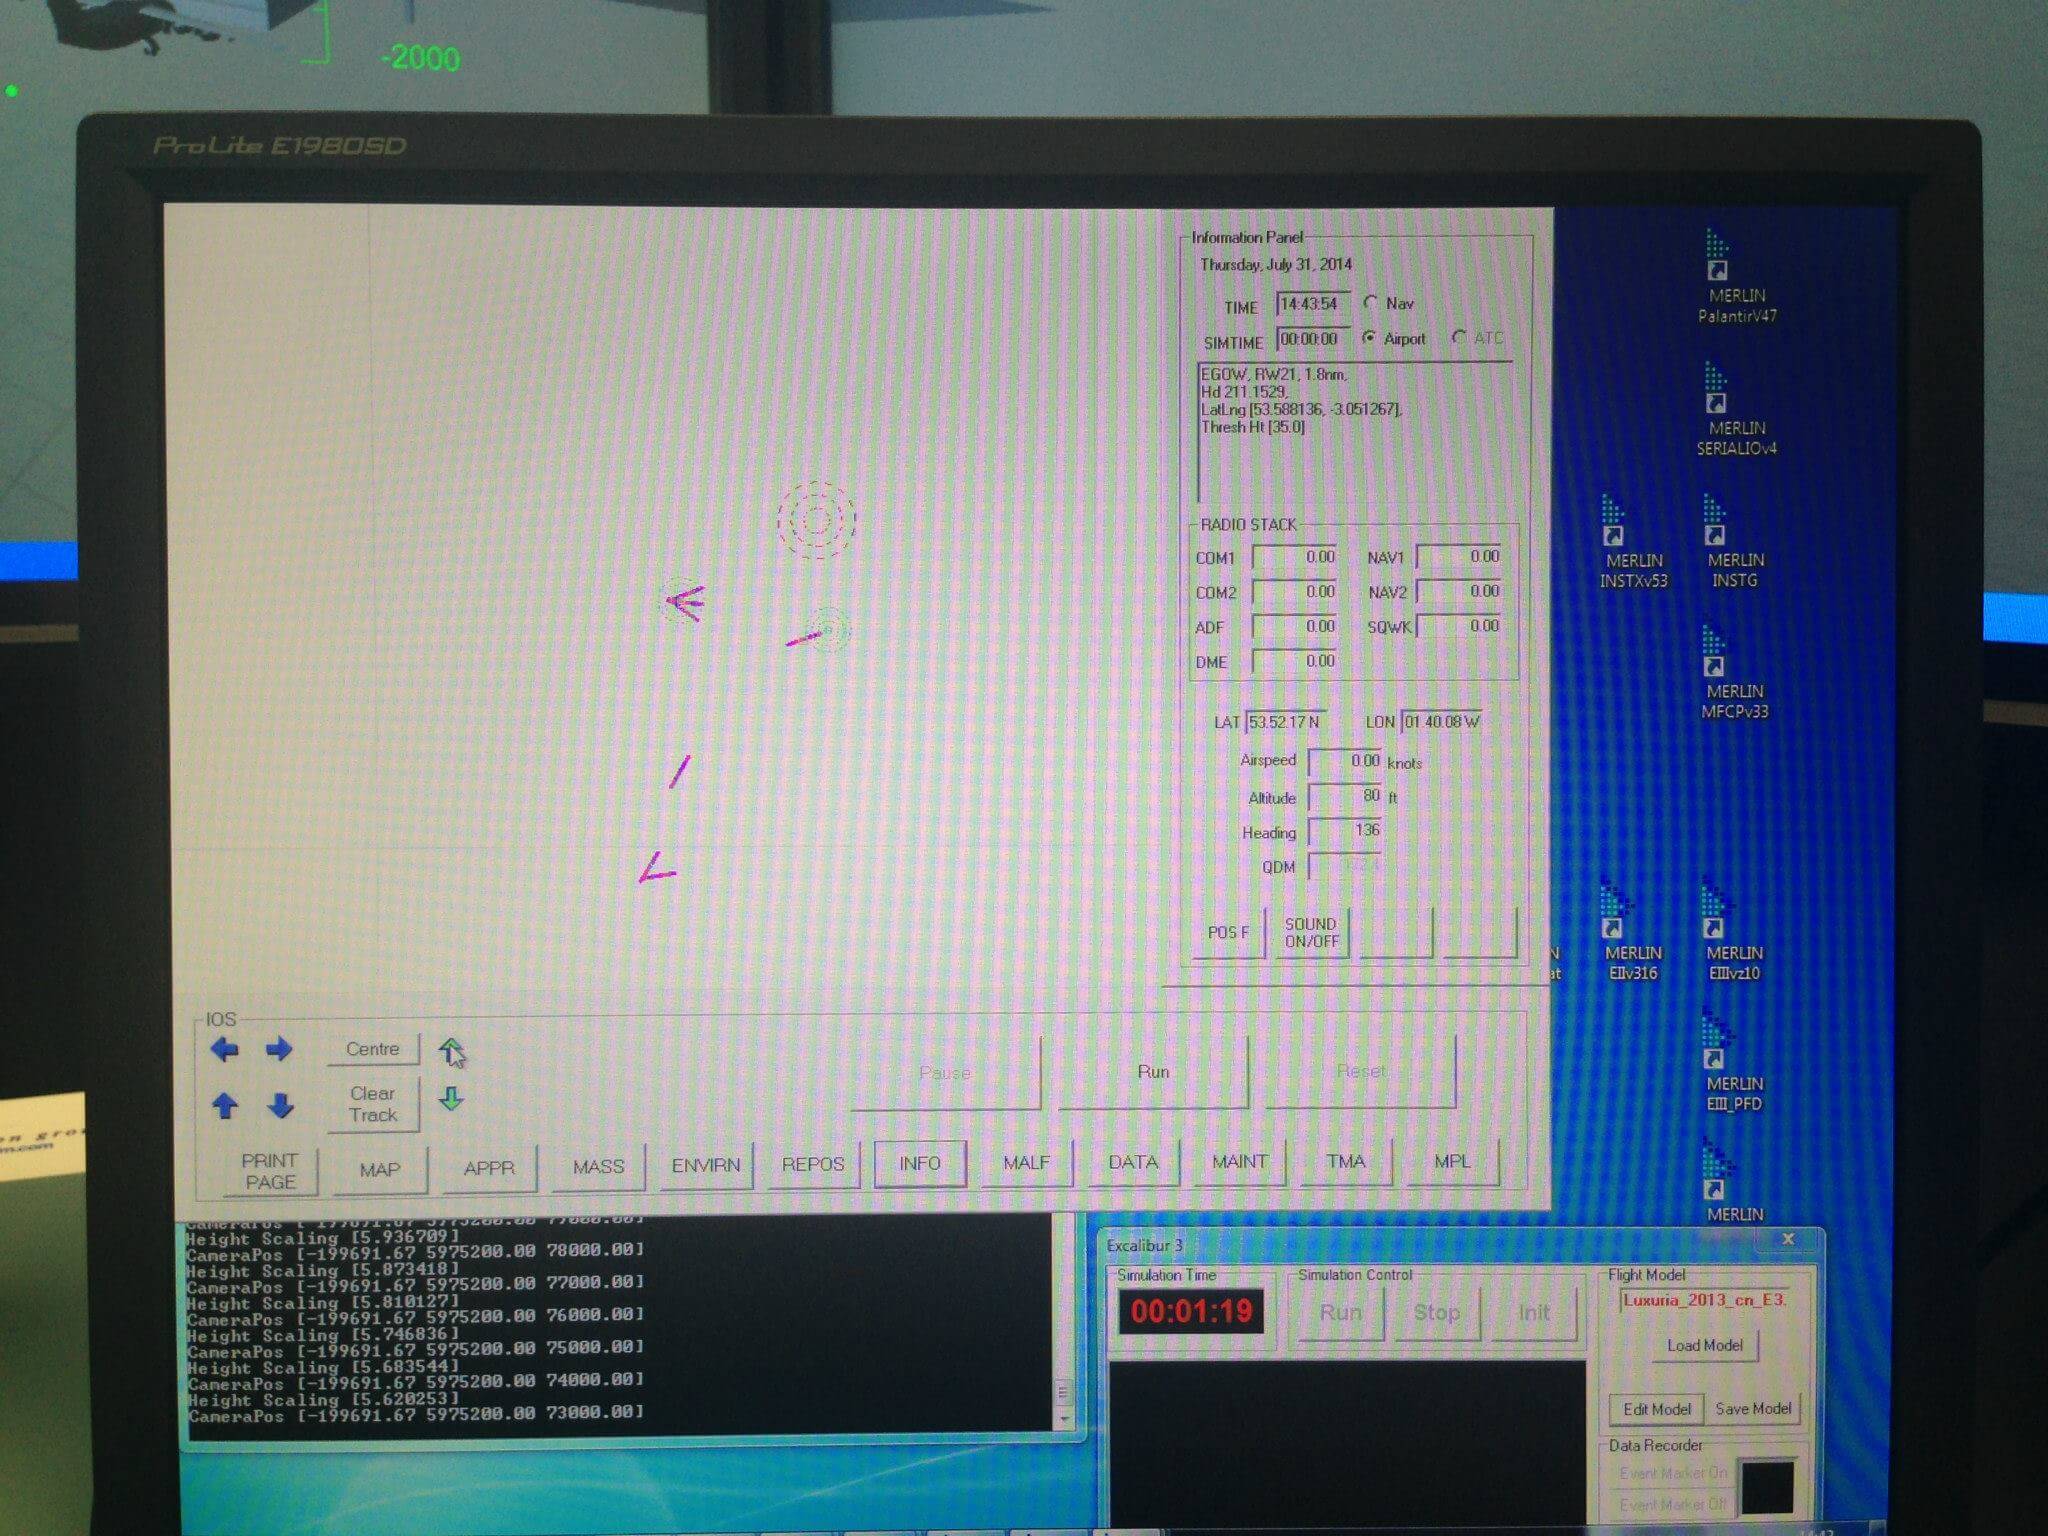 -2000
ProLite E1980SD
Information Panel
Thursday, July 31, 2014
TIME 14:43:54 Nav
SIMTIME 00:00:00 Airport ATC
EGOW, RW21, 1.8nm,
Hd 211.1529,
LatLng [53.588136, -3.051267],
Thresh Ht [35.0]
RADIO STACK
COM1 0.00 NAV1 0.00
COM2 0.00 NAV2 0.00
ADF 0.00 SQWK 0.00
DME 0.00
LAT 53.52.17 N LON 01.40.08 W
Airspeed 0.00 knots
Altitude 80 ft
Heading 136
QDM
POS F
SOUND
ON/OFF
IOS
Centre
Clear
Track
Pause
Run
Reset
PRINT
PAGE
MAP
APPR
MASS
ENVIRN
REPOS
INFO
MALF
DATA
MAINT
TMA
MPL
MERLIN
PalantirV47
MERLIN
SERIALIOv4
MERLIN
INSTXv53
MERLIN
INSTG
MERLIN
MFCPv33
MERLIN
EIIv316
MERLIN
EIIIvz10
MERLIN
EIII_PFD
MERLIN
CameraPos [-199691.67 5975200.00 77000.00]
Height Scaling [5.936709]
CameraPos [-199691.67 5975200.00 78000.00]
Height Scaling [5.873418]
CameraPos [-199691.67 5975200.00 77000.00]
Height Scaling [5.810127]
CameraPos [-199691.67 5975200.00 76000.00]
Height Scaling [5.746836]
CameraPos [-199691.67 5975200.00 75000.00]
Height Scaling [5.683544]
CameraPos [-199691.67 5975200.00 74000.00]
Height Scaling [5.620253]
CameraPos [-199691.67 5975200.00 73000.00]
Excalibur 3
Simulation Time
00:01:19
Simulation Control
Run
Stop
Init
Flight Model
Luxuria_2013_cn_E3.
Load Model
Edit Model
Save Model
Data Recorder
Event Marker On
Event Marker Off